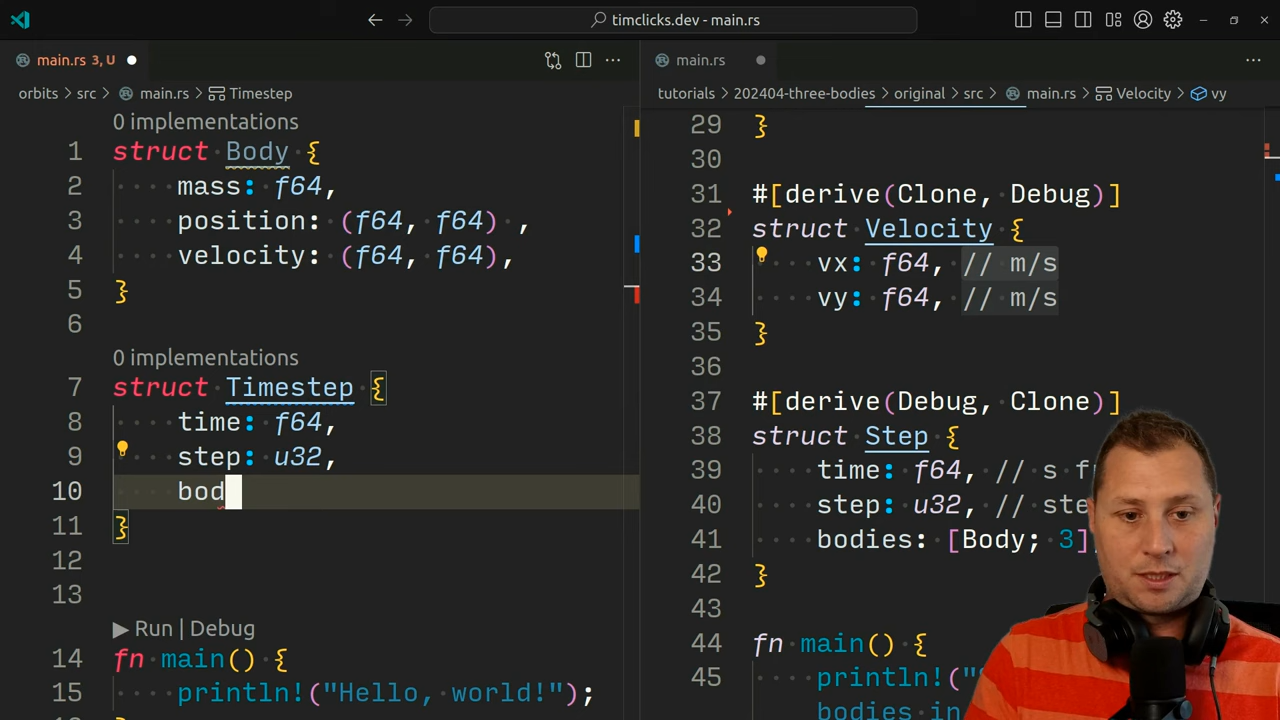 timclicks.dev - main.rs
main.rs 3, U
orbits > src > main.rs > Timestep
0 implementations
1 struct Body {
2 mass: f64,
3 position: (f64, f64) ,
4 velocity: (f64, f64),
5 }
6
0 implementations
7 struct Timestep {
8 time: f64,
9 step: u32,
10 bod
11 }
12
13
▶ Run | Debug
14 fn main() {
15 println!("Hello, world!");
main.rs
tutorials > 202404-three-bodies > original > src > main.rs > Velocity > vy
29 }
30
31 #[derive(Clone, Debug)]
32 struct Velocity {
33 vx: f64, // m/s
34 vy: f64, // m/s
35 }
36
37 #[derive(Debug, Clone)]
38 struct Step {
39 time: f64, // s
40 step: u32, //
41 bodies: [Body; 3]
42 }
43
44 fn main() {
45 println!("
bodies in